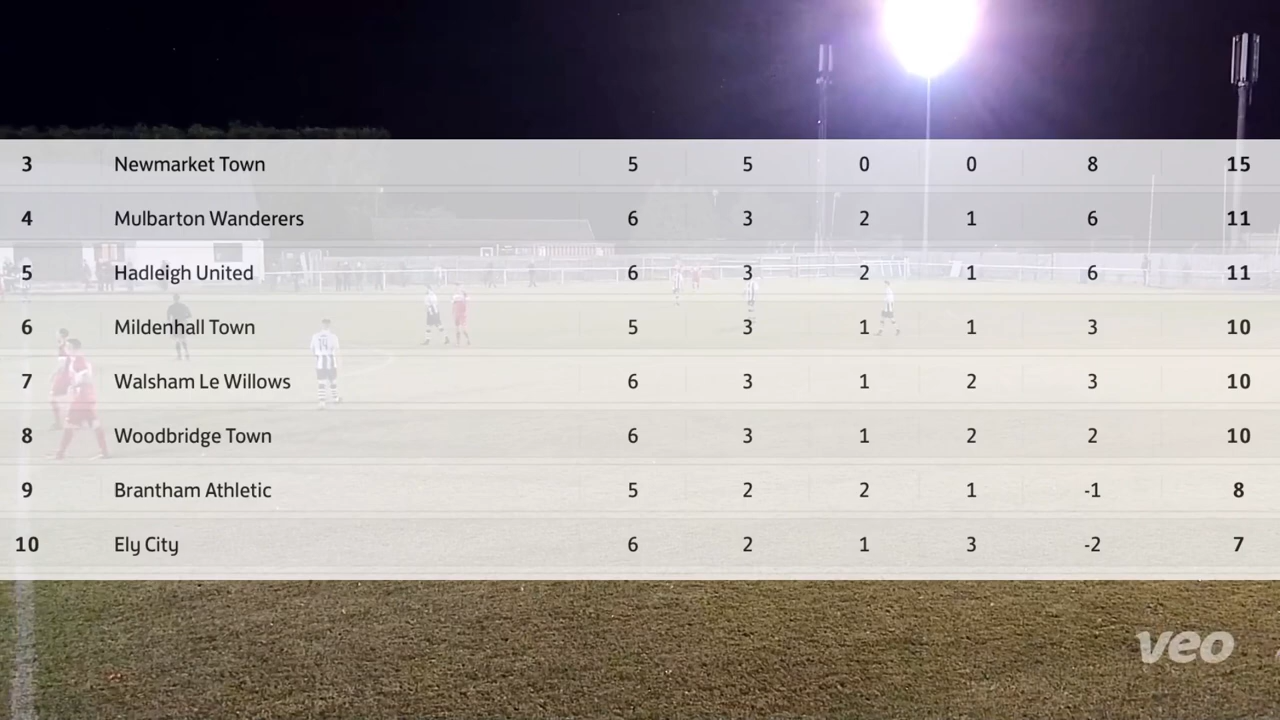 3 Newmarket Town 5 5 0 0 8 15
4 Mulbarton Wanderers 6 3 2 1 6 11
5 Hadleigh United 6 3 2 1 6 11
6 Mildenhall Town 5 3 1 1 3 10
7 Walsham Le Willows 6 3 1 2 3 10
8 Woodbridge Town 6 3 1 2 2 10
9 Brantham Athletic 5 2 2 1 -1 8
10 Ely City 6 2 1 3 -2 7
14
veo